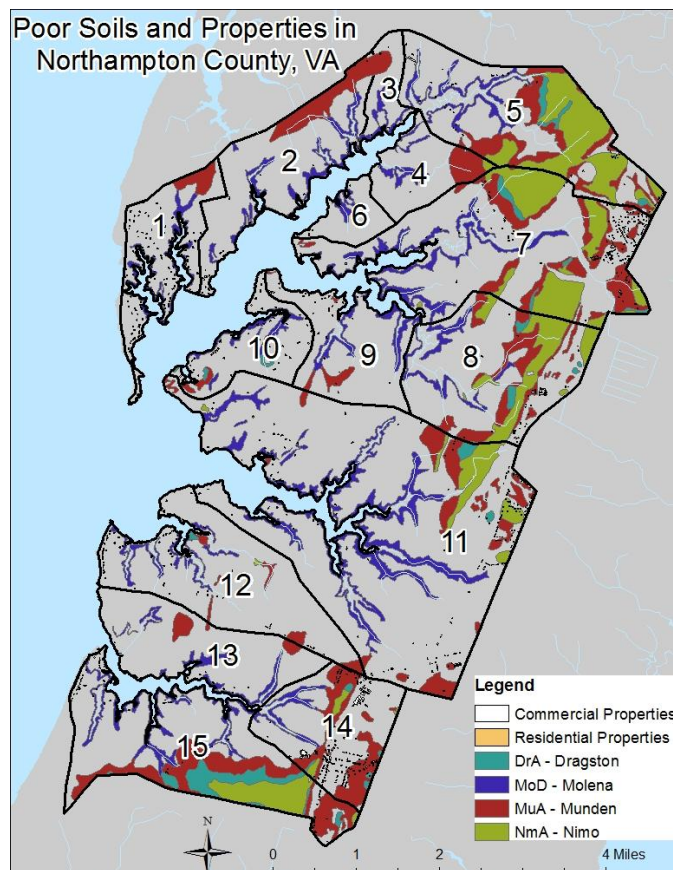 Poor Soils and Properties in
Northampton County, VA
3
5
2
4
1
6
7
10
9
8
11
12
13
14
15
Legend
Commercial Properties
Residential Properties
DrA - Dragston
MoD - Molena
MuA - Munden
NmA - Nimo
N
0 1 2 4 Miles